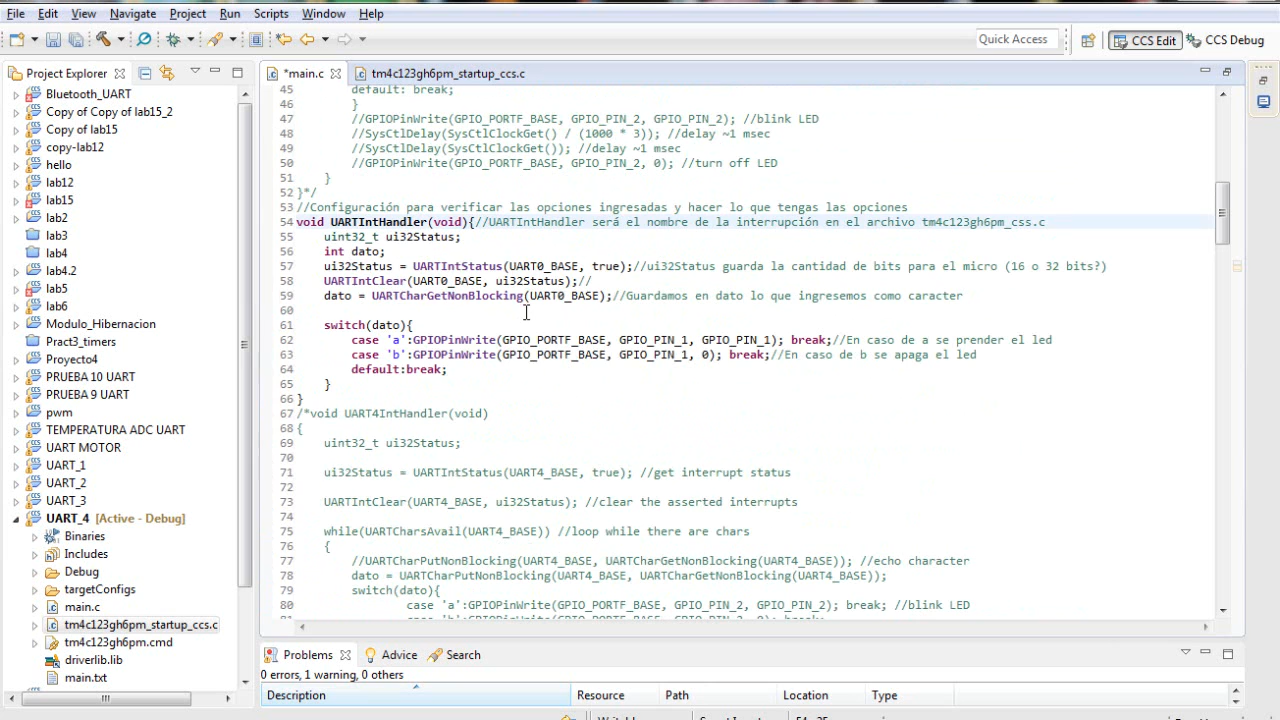 File Edit View Navigate Project Run Scripts Window Help
Quick Access CCS Edit CCS Debug
Project Explorer
Bluetooth_UART
Copy of Copy of lab15_2
Copy of lab15
copy-lab12
hello
lab12
lab15
lab2
lab3
lab4
lab4.2
lab5
lab6
Modulo_Hibernacion
Pract3_timers
Proyecto4
PRUEBA 10 UART
PRUEBA 9 UART
pwm
TEMPERATURA ADC UART
UART MOTOR
UART_1
UART_2
UART_3
UART_4 [Active - Debug]
Binaries
Includes
Debug
targetConfigs
main.c
tm4c123gh6pm_startup_ccs.c
tm4c123gh6pm.cmd
driverlib.lib
main.txt
*main.c tm4c123gh6pm_startup_ccs.c
45 default: break;
46 }
47 //GPIOPinWrite(GPIO_PORTF_BASE, GPIO_PIN_2, GPIO_PIN_2); //blink LED
48 //SysCtlDelay(SysCtlClockGet() / (1000 * 3)); //delay ~1 msec
49 //SysCtlDelay(SysCtlClockGet()); //delay ~1 msec
50 //GPIOPinWrite(GPIO_PORTF_BASE, GPIO_PIN_2, 0); //turn off LED
51 }
52 }*/
53 //Configuración para verificar las opciones ingresadas y hacer lo que tengas las opciones
54 void UARTIntHandler(void){//UARTIntHandler será el nombre de la interrupción en el archivo tm4c123gh6pm_css.c
55 uint32_t ui32Status;
56 int dato;
57 ui32Status = UARTIntStatus(UART0_BASE, true);//ui32Status guarda la cantidad de bits para el micro (16 o 32 bits?)
58 UARTIntClear(UART0_BASE, ui32Status);//
59 dato = UARTCharGetNonBlocking(UART0_BASE);//Guardamos en dato lo que ingresemos como caracter
60
61 switch(dato){
62 case 'a':GPIOPinWrite(GPIO_PORTF_BASE, GPIO_PIN_1, GPIO_PIN_1); break;//En caso de a se prender el led
63 case 'b':GPIOPinWrite(GPIO_PORTF_BASE, GPIO_PIN_1, 0); break;//En caso de b se apaga el led
64 default:break;
65 }
66 }
67 /*void UART4IntHandler(void)
68 {
69 uint32_t ui32Status;
70
71 ui32Status = UARTIntStatus(UART4_BASE, true); //get interrupt status
72
73 UARTIntClear(UART4_BASE, ui32Status); //clear the asserted interrupts
74
75 while(UARTCharsAvail(UART4_BASE)) //loop while there are chars
76 {
77 //UARTCharPutNonBlocking(UART4_BASE, UARTCharGetNonBlocking(UART4_BASE)); //echo character
78 dato = UARTCharPutNonBlocking(UART4_BASE, UARTCharGetNonBlocking(UART4_BASE));
79 switch(dato){
80 case 'a':GPIOPinWrite(GPIO_PORTF_BASE, GPIO_PIN_2, GPIO_PIN_2); break; //blink LED
Problems Advice Search
0 errors, 1 warning, 0 others
Description Resource Path Location Type